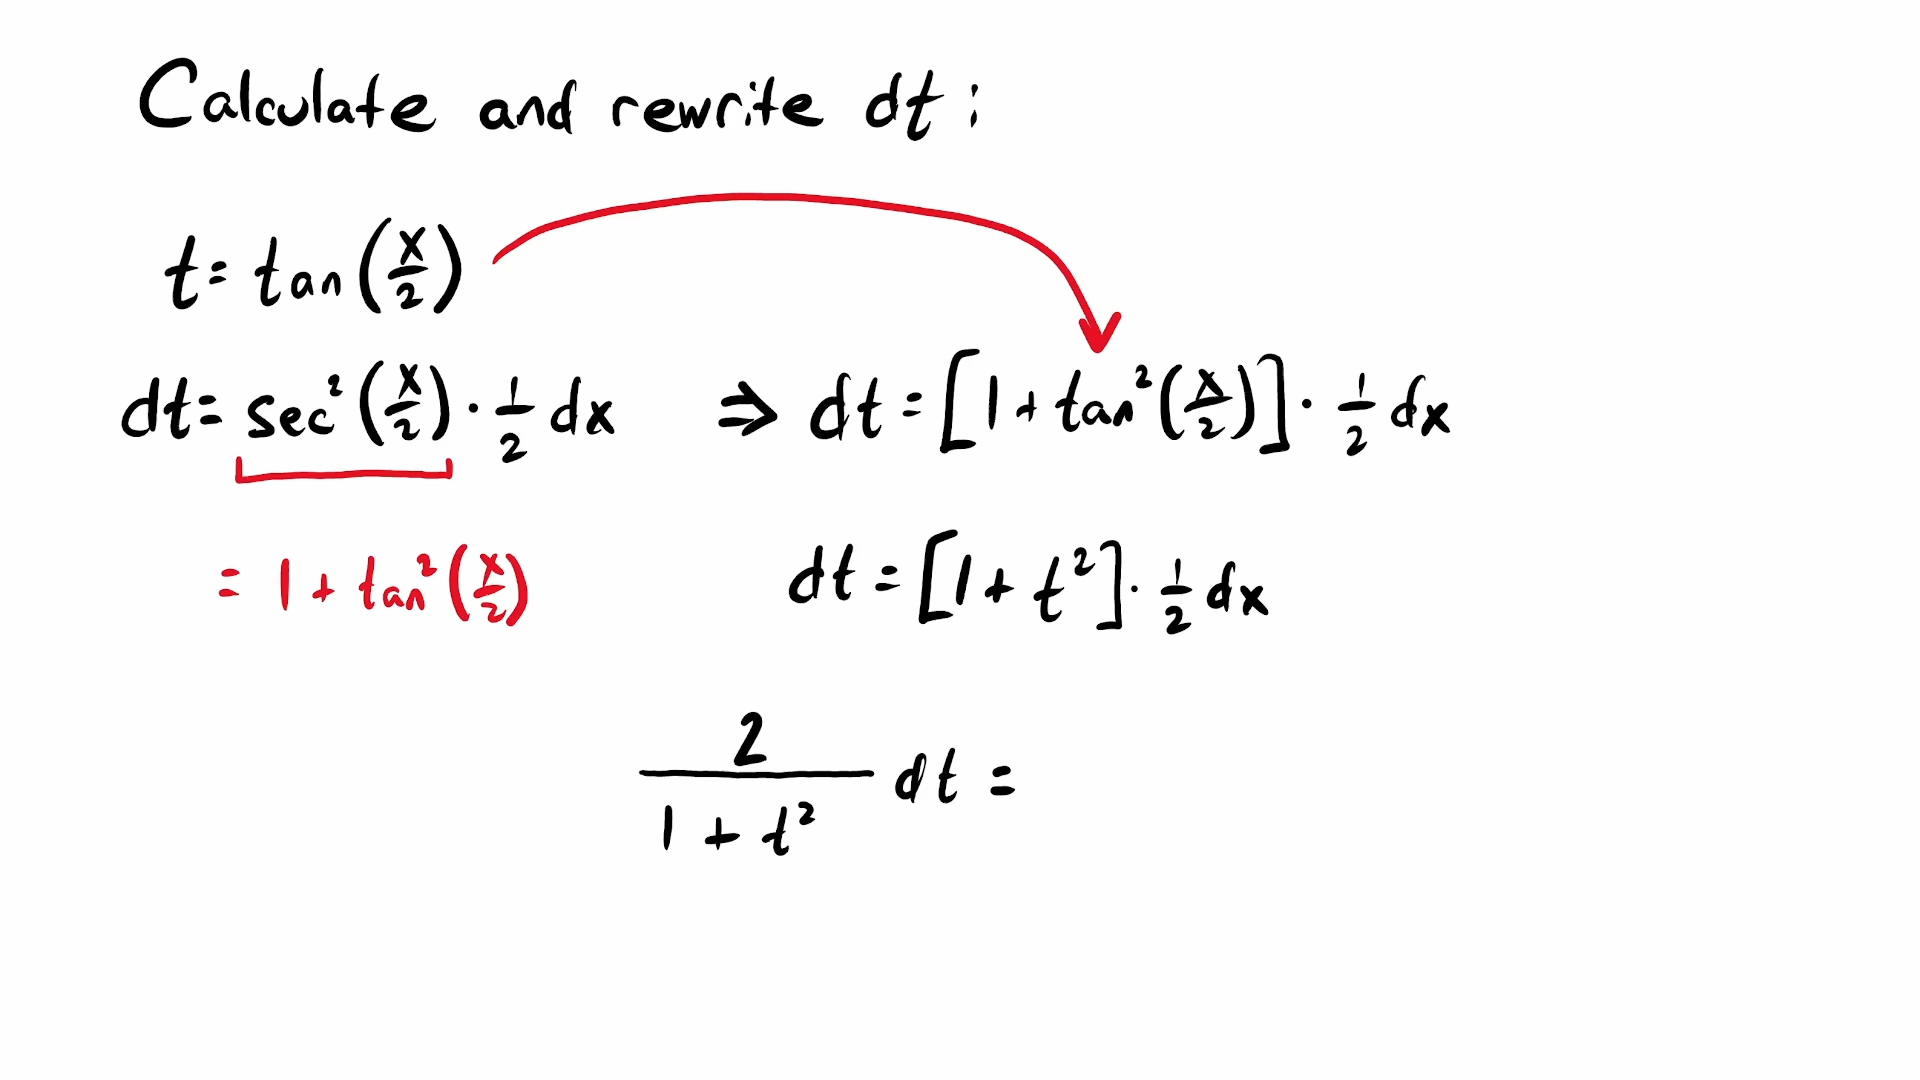 Calculate and rewrite dt:
t = tan(x/2)
dt = sec²(x/2) · 1/2 dx ⇒ dt = [1 + tan²(x/2)] · 1/2 dx
= 1 + tan²(x/2) dt = [1 + t²] · 1/2 dx
2/(1 + t²) dt =